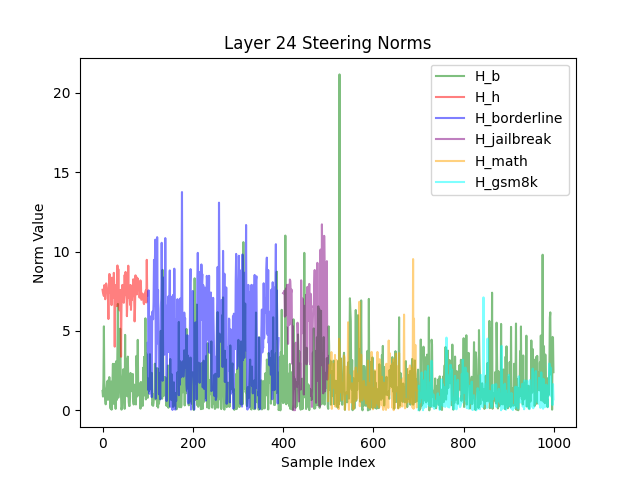 Layer 24 Steering Norms
H_b
H_h
H_borderline
H_jailbreak
H_math
H_gsm8k
20
15
10
5
0
Norm Value
0 200 400 600 800 1000
Sample Index